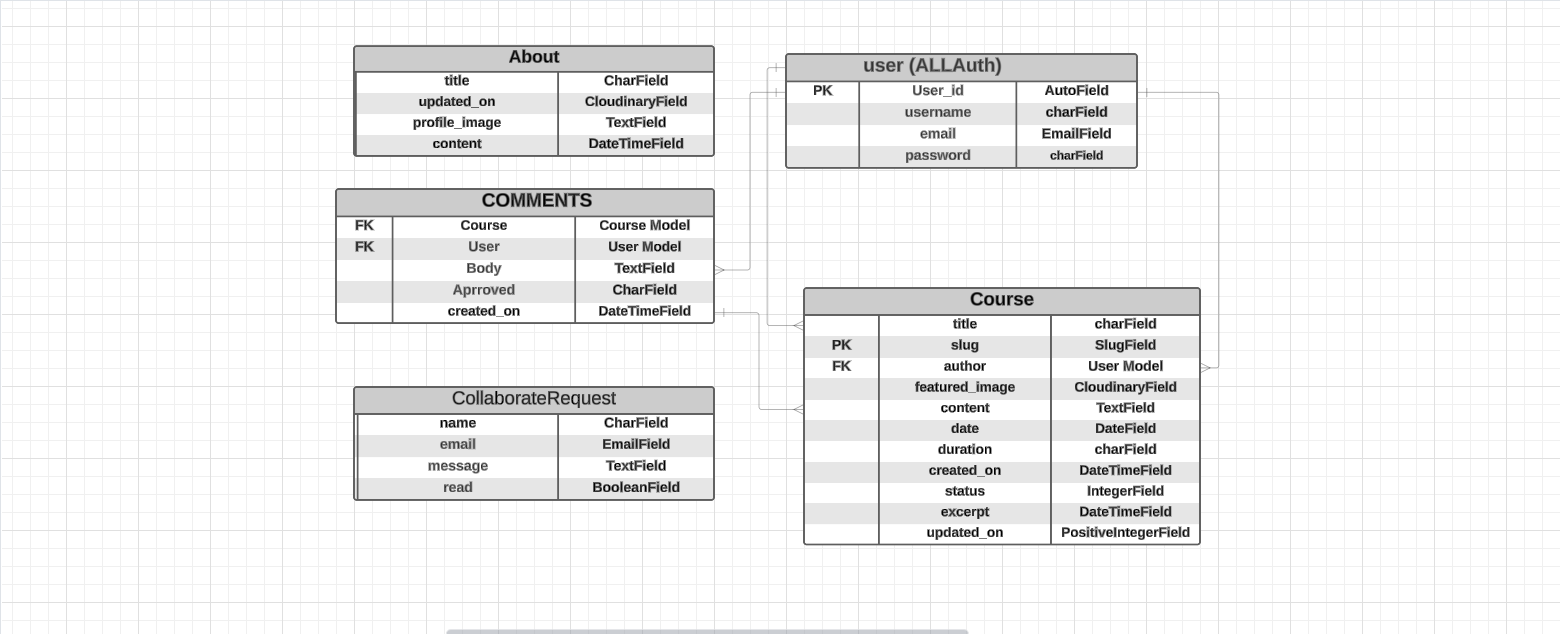 About
title CharField
updated_on CloudinaryField
profile_image TextField
content DateTimeField
user (ALLAuth)
PK User_id AutoField
username charField
email EmailField
password charField
COMMENTS
FK Course Course Model
FK User User Model
Body TextField
Aprroved CharField
created_on DateTimeField
Course
title charField
PK slug SlugField
FK author User Model
featured_image CloudinaryField
content TextField
date DateField
duration charField
created_on DateTimeField
status IntegerField
excerpt DateTimeField
updated_on PositiveIntegerField
CollaborateRequest
name CharField
email EmailField
message TextField
read BooleanField